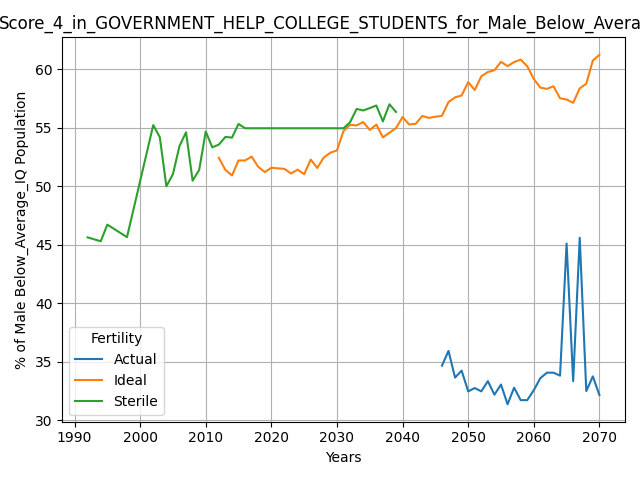 Score_4_in_GOVERNMENT_HELP_COLLEGE_STUDENTS_for_Male_Below_Avera
% of Male Below_Average_IQ Population
60
55
50
45
40
35
30
Fertility
Actual
Ideal
Sterile
1990 2000 2010 2020 2030 2040 2050 2060 2070
Years